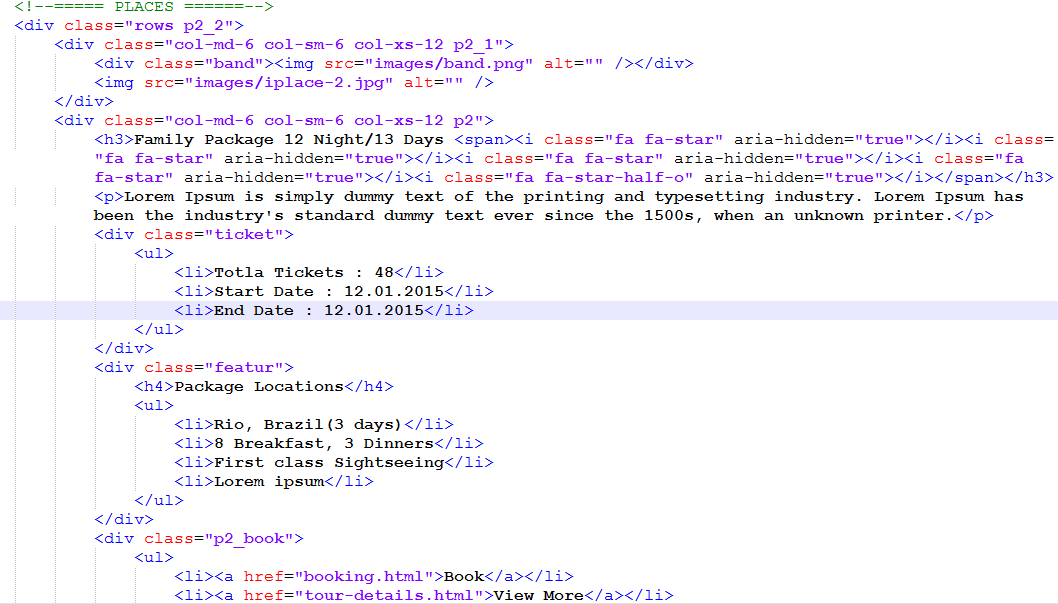 <!--===== PLACES ======-->
<div class="rows p2_2">
<div class="col-md-6 col-sm-6 col-xs-12 p2_1">
<div class="band"><img src="images/band.png" alt="" /></div>
<img src="images/iplace-2.jpg" alt="" />
</div>
<div class="col-md-6 col-sm-6 col-xs-12 p2">
<h3>Family Package 12 Night/13 Days <span><i class="fa fa-star" aria-hidden="true"></i><i class=
"fa fa-star" aria-hidden="true"></i><i class="fa fa-star" aria-hidden="true"></i><i class="fa
fa-star" aria-hidden="true"></i><i class="fa fa-star-half-o" aria-hidden="true"></i></span></h3>
<p>Lorem Ipsum is simply dummy text of the printing and typesetting industry. Lorem Ipsum has
been the industry's standard dummy text ever since the 1500s, when an unknown printer.</p>
<div class="ticket">
<ul>
<li>Totla Tickets : 48</li>
<li>Start Date : 12.01.2015</li>
<li>End Date : 12.01.2015</li>
</ul>
</div>
<div class="featur">
<h4>Package Locations</h4>
<ul>
<li>Rio, Brazil(3 days)</li>
<li>8 Breakfast, 3 Dinners</li>
<li>First class Sightseeing</li>
<li>Lorem ipsum</li>
</ul>
</div>
<div class="p2_book">
<ul>
<li><a href="booking.html">Book</a></li>
<li><a href="tour-details.html">View More</a></li>